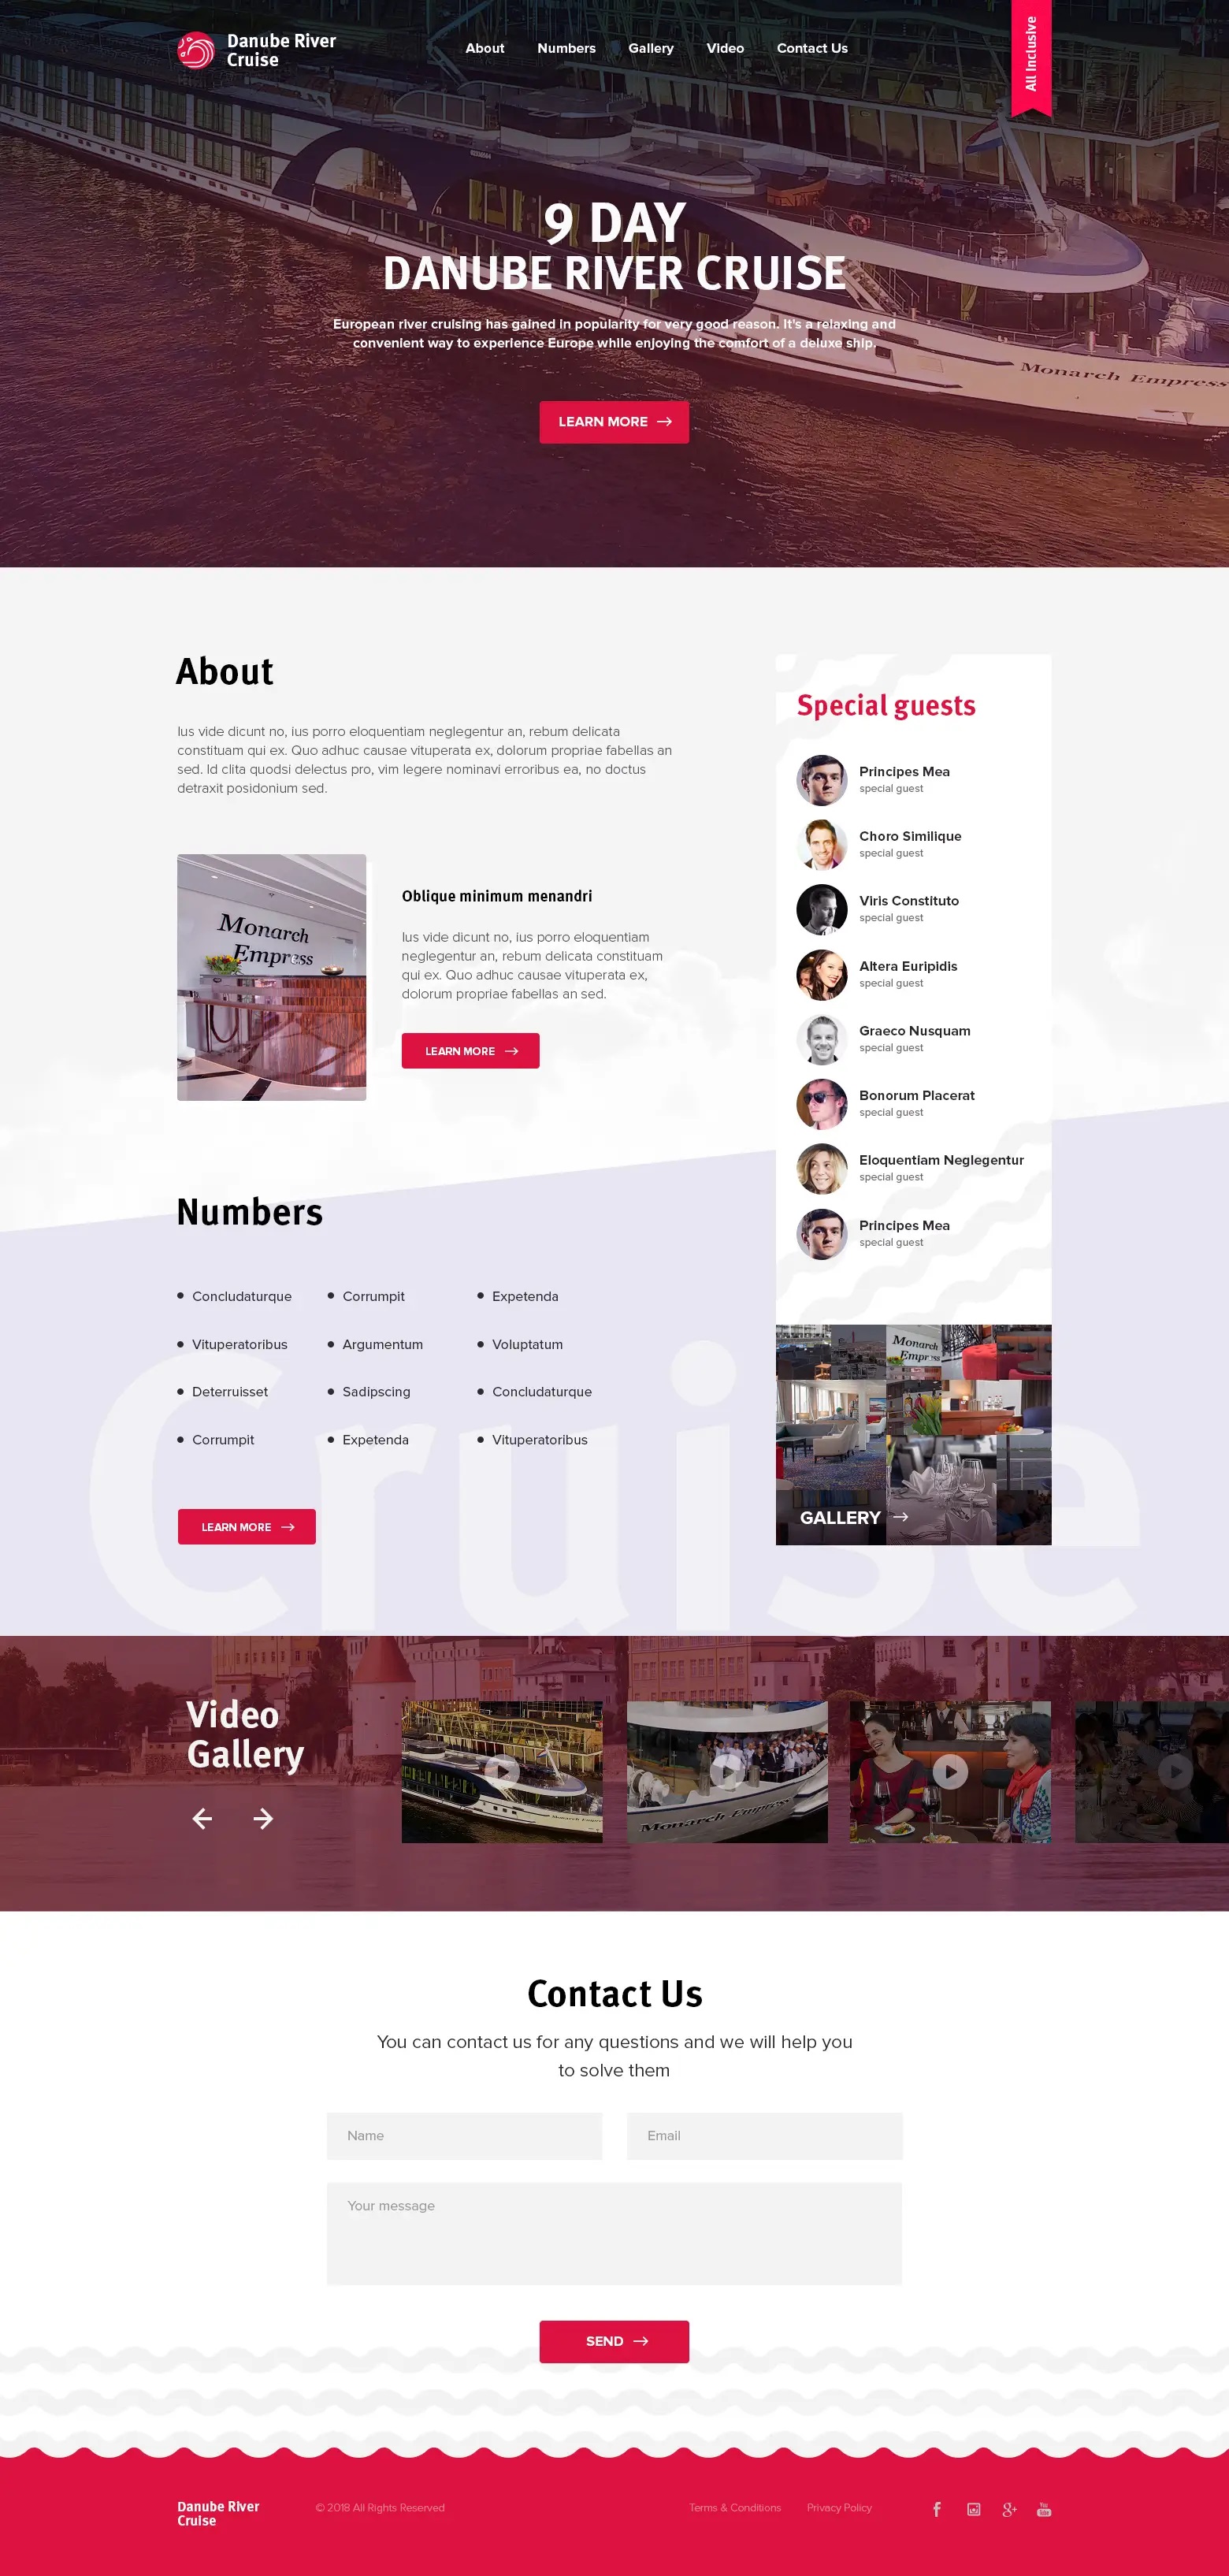 Danube River
Cruise
About
Numbers
Gallery
Video
Contact Us
All Inclusive
9 DAY
DANUBE RIVER CRUISE
European river cruising has gained in popularity for very good reason. It's a relaxing and
convenient way to experience Europe while enjoying the comfort of a deluxe ship.
Monarch Empress
LEARN MORE
About
Ius vide dicunt no, ius porro eloquentiam neglegentur an, rebum delicata
constituam qui ex. Quo adhuc causae vituperata ex, dolorum propriae fabellas an
sed. Id clita quodsi delectus pro, vim legere nominavi erroribus ea, no doctus
detraxit posidonium sed.
Monarch
Empress
Oblique minimum menandri
Ius vide dicunt no, ius porro eloquentiam
neglegentur an, rebum delicata constituam
qui ex. Quo adhuc causae vituperata ex,
dolorum propriae fabellas an sed.
LEARN MORE
Special guests
Principes Mea
special guest
Choro Similique
special guest
Viris Constituto
special guest
Altera Euripidis
special guest
Graeco Nusquam
special guest
Bonorum Placerat
special guest
Eloquentiam Neglegentur
special guest
Principes Mea
special guest
Monarch
Empress
GALLERY
Numbers
Concludaturque
Corrumpit
Expetenda
Vituperatoribus
Argumentum
Voluptatum
Deterruisset
Sadipscing
Concludaturque
Corrumpit
Expetenda
Vituperatoribus
LEARN MORE
Cruise
Video
Gallery
Monarch Empress
Monarch Empress
Contact Us
You can contact us for any questions and we will help you
to solve them
Name
Email
Your message
SEND
Danube River
Cruise
© 2018 All Rights Reserved
Terms & Conditions
Privacy Policy
You
Tube